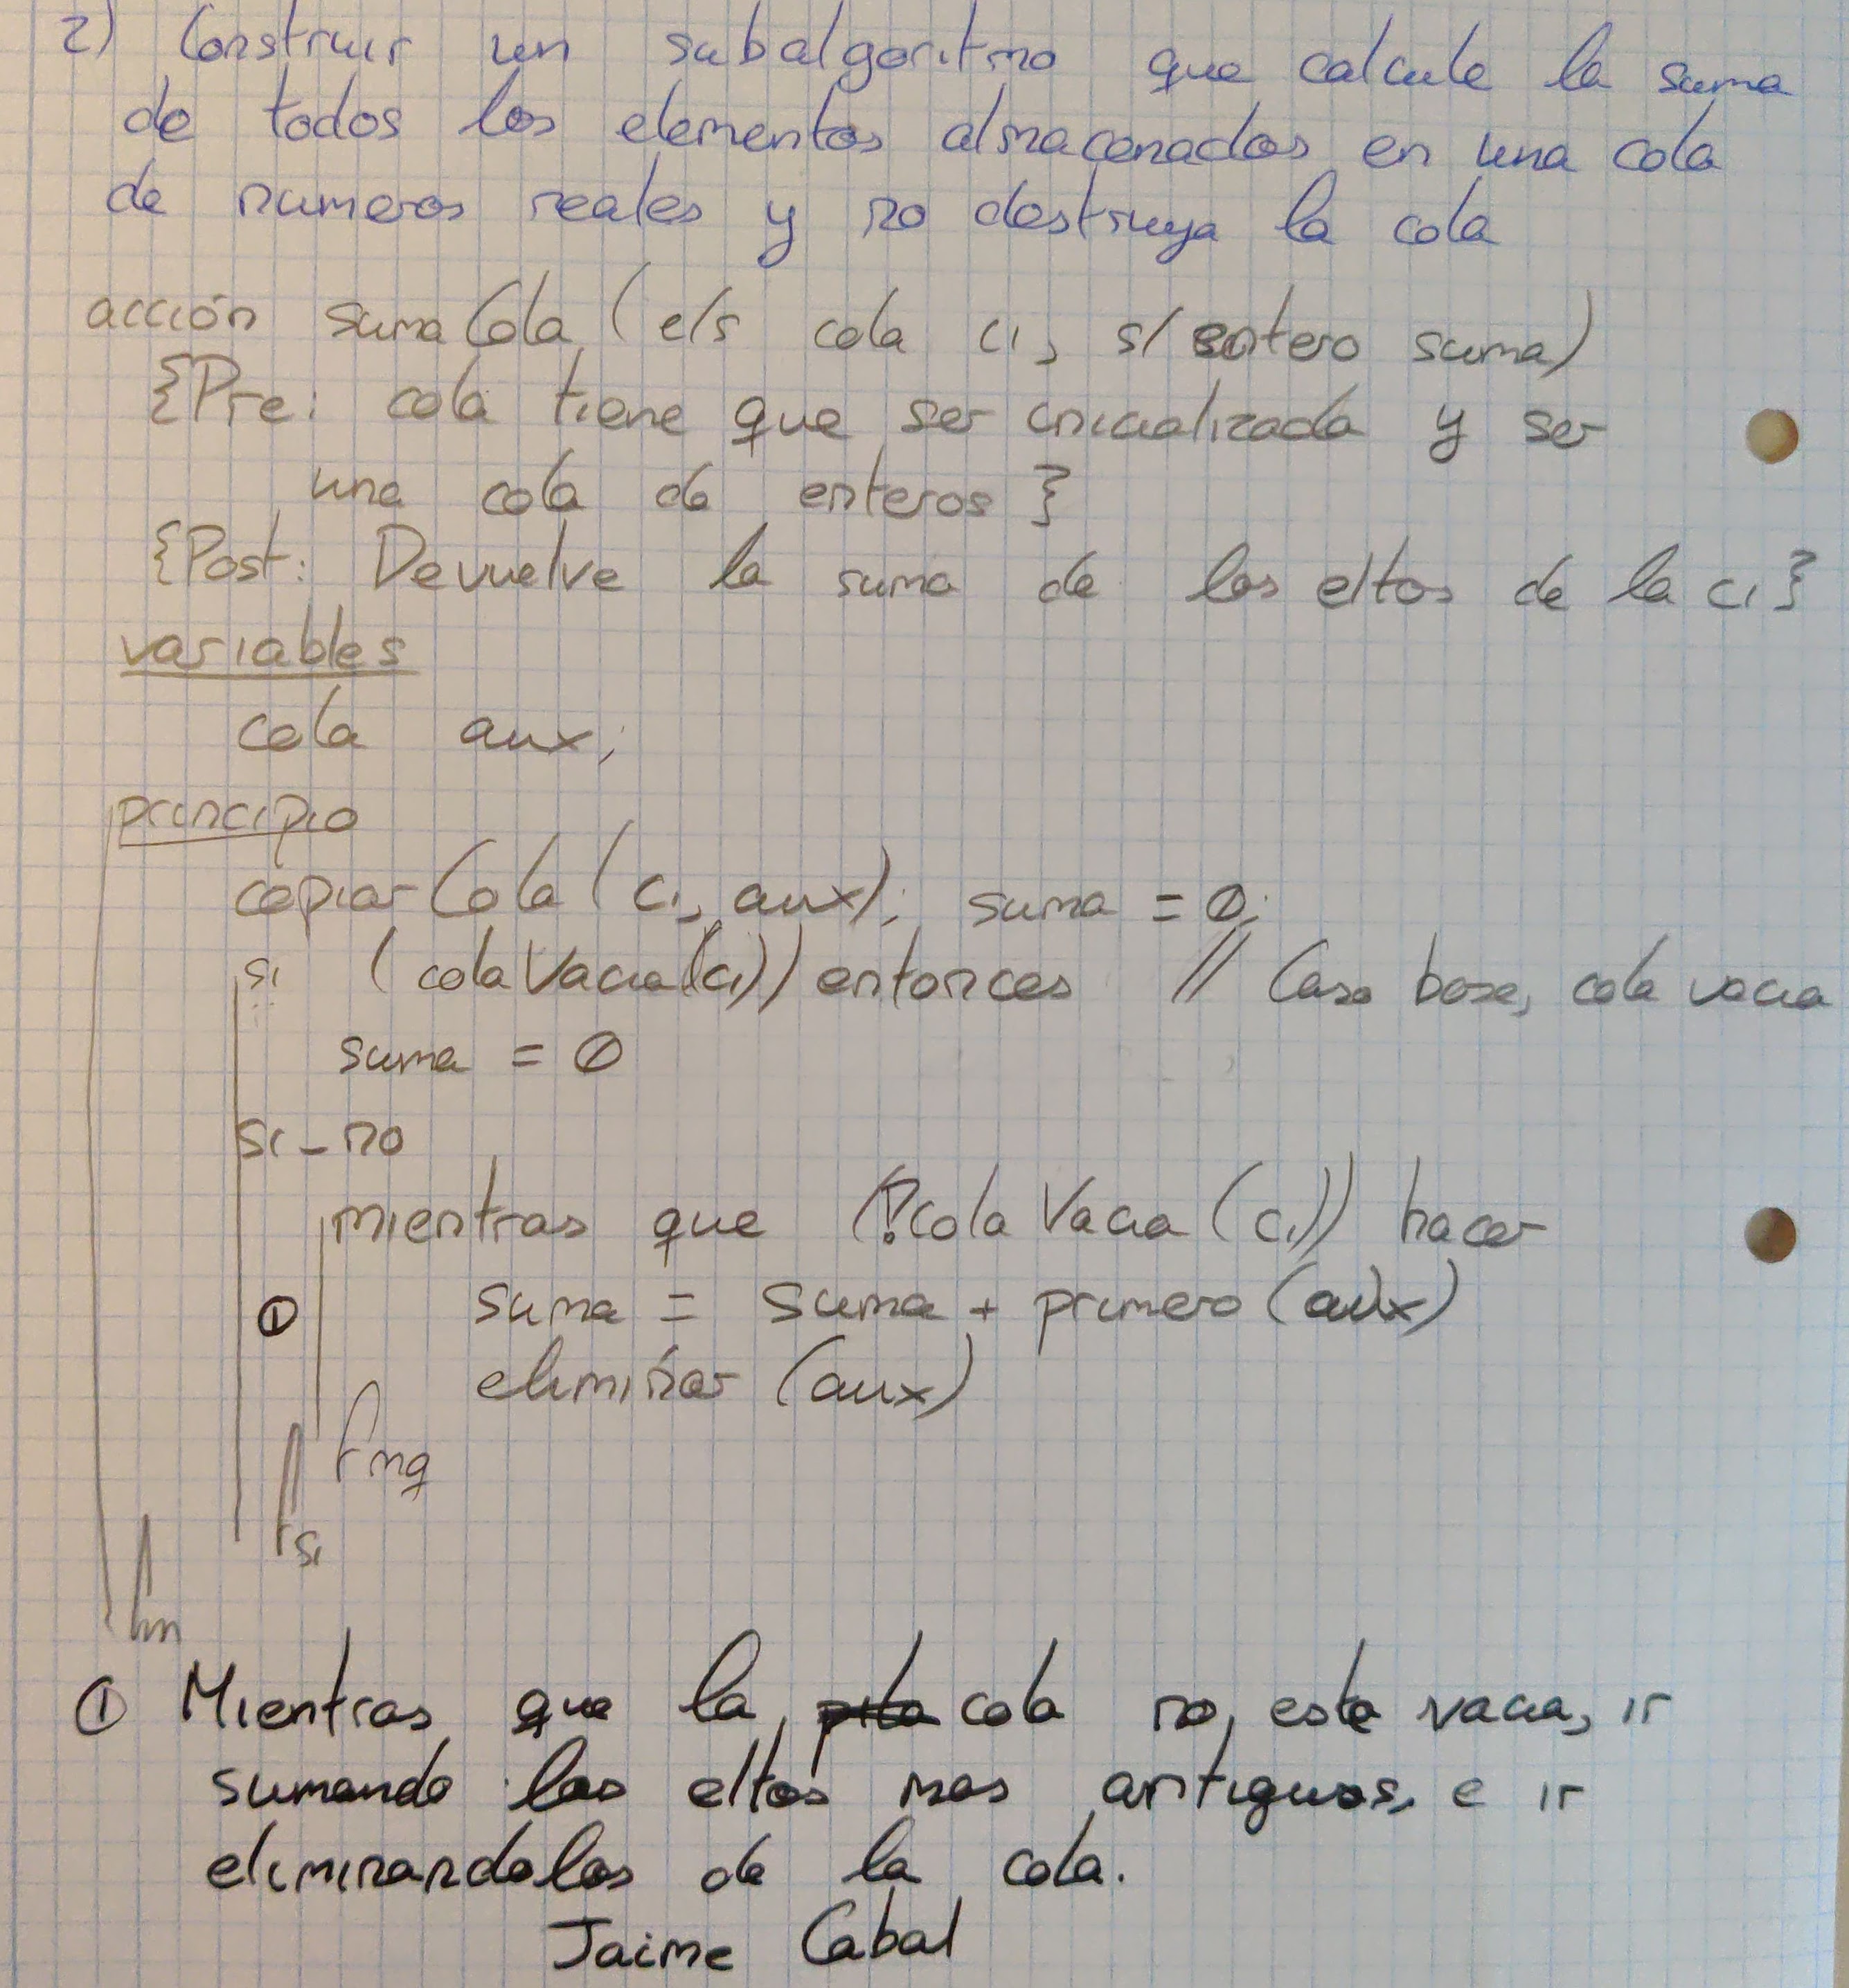 2) Construir un subalgoritmo que calcule la suma
de todos los elementos almacenados en una cola
de numeros reales y no destruya la cola
acción sumaCola (e/s cola c1, s/ entero suma)
{Pre: cola tiene que ser inicializada y ser
una cola de enteros }
{Post: Devuelve la suma de los eltos de la c1}
variables
cola aux;
principio
copiarCola (c1, aux); suma = 0;
si (colaVacia(c1)) entonces // Caso base, cola vacia
suma = 0
si-no
mientras que (!colaVacia(c1)) hacer
① suma = suma + primero (aux)
eliminar (aux)
fmq
fsi
fin
① Mientras que la pila cola no este vacia, ir
sumando los eltos mas antiguos, e ir
eliminandolos de la cola.
Jaime Cabal